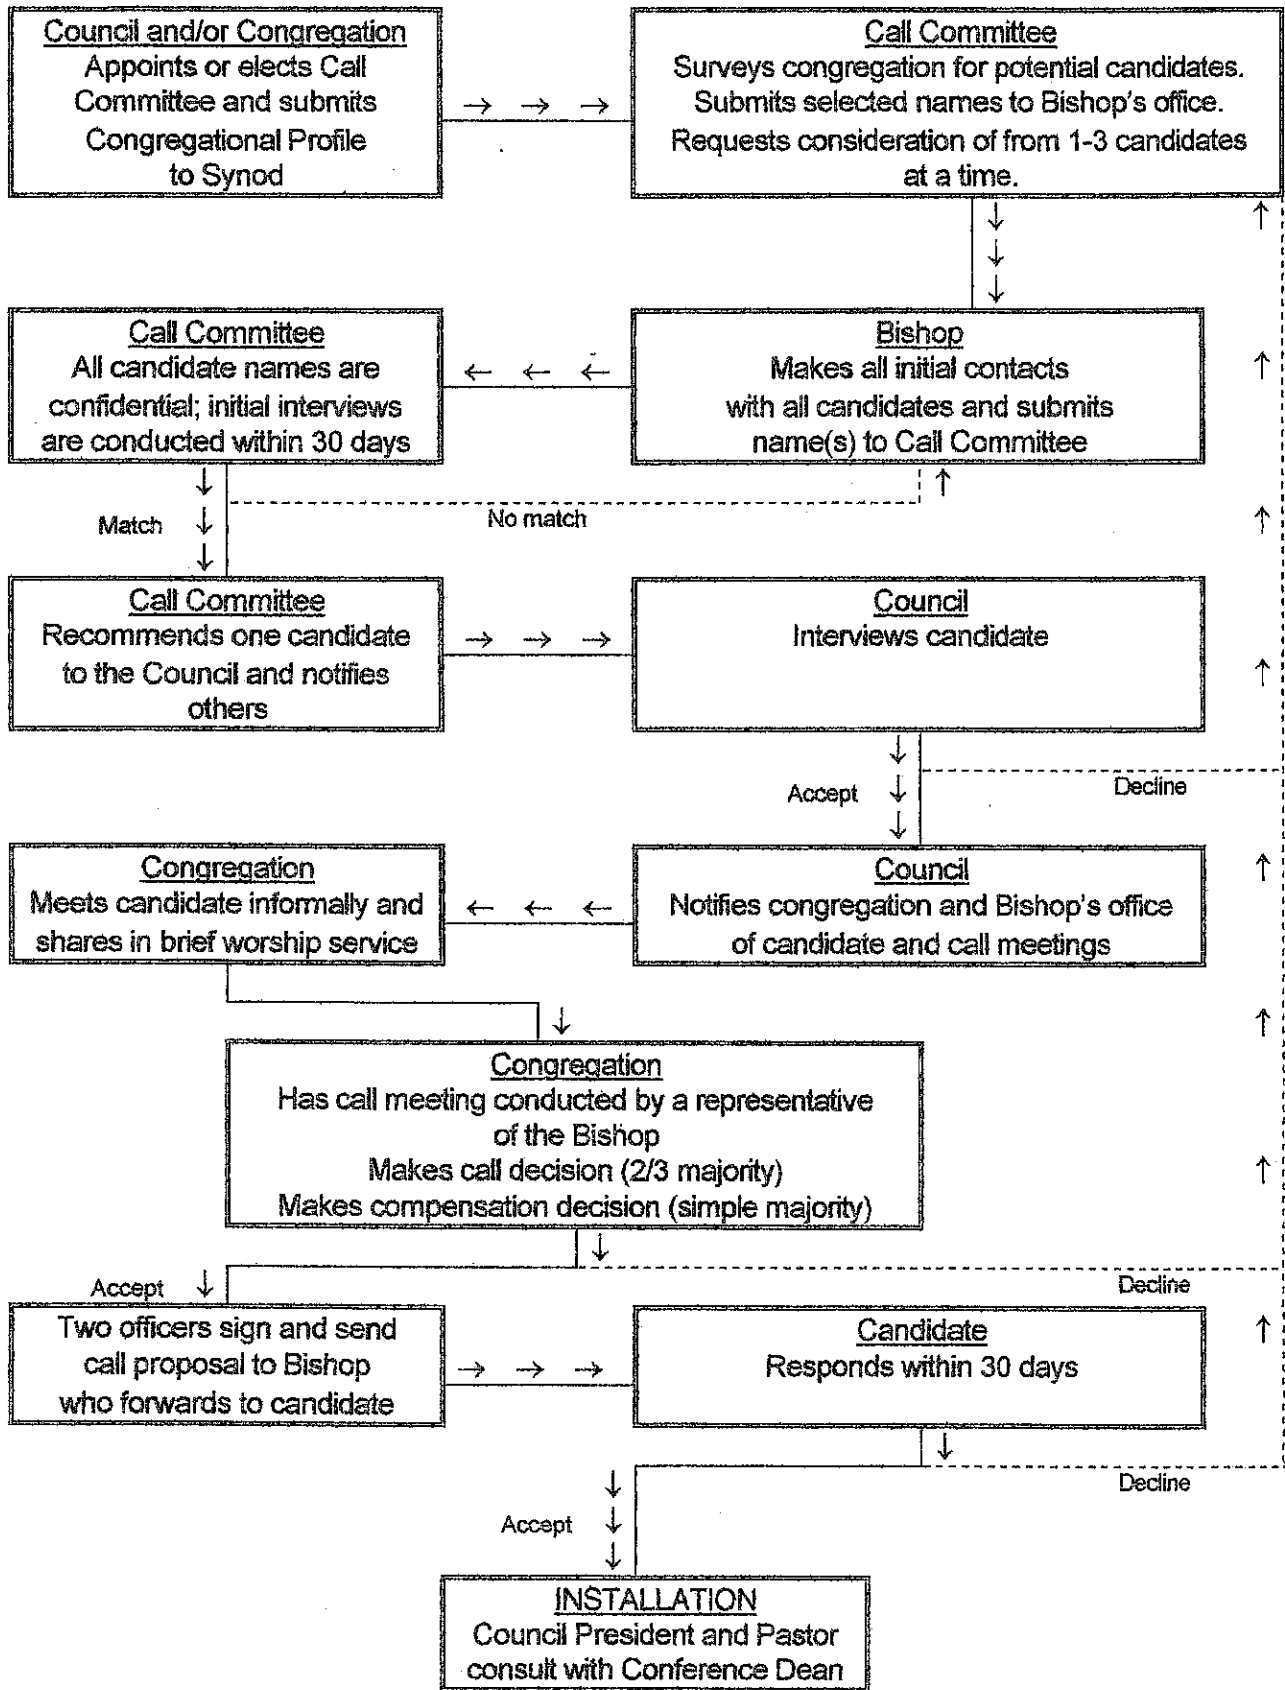 Council and/or Congregation
Appoints or elects Call
Committee and submits
Congregational Profile
to Synod
→ → →
Call Committee
Surveys congregation for potential candidates.
Submits selected names to Bishop's office.
Requests consideration of from 1-3 candidates
at a time.
Bishop
Makes all initial contacts
with all candidates and submits
name(s) to Call Committee
← ← ←
Call Committee
All candidate names are
confidential; initial interviews
are conducted within 30 days
Match
No match
Call Committee
Recommends one candidate
to the Council and notifies
others
→ → →
Council
Interviews candidate
Accept
Decline
Council
Notifies congregation and Bishop's office
of candidate and call meetings
← ← ←
Congregation
Meets candidate informally and
shares in brief worship service
Congregation
Has call meeting conducted by a representative
of the Bishop
Makes call decision (2/3 majority)
Makes compensation decision (simple majority)
Accept
Decline
Two officers sign and send
call proposal to Bishop
who forwards to candidate
→ → →
Candidate
Responds within 30 days
Decline
Accept
INSTALLATION
Council President and Pastor
consult with Conference Dean